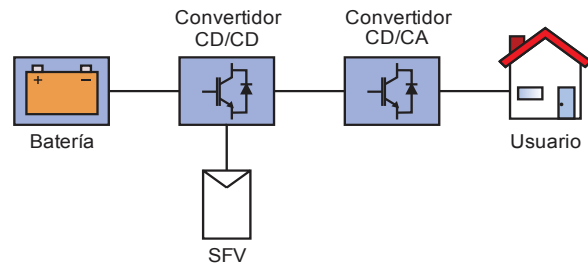 Convertidor
CD/CD
Convertidor
CD/CA
+ −
Batería
Usuario
SFV